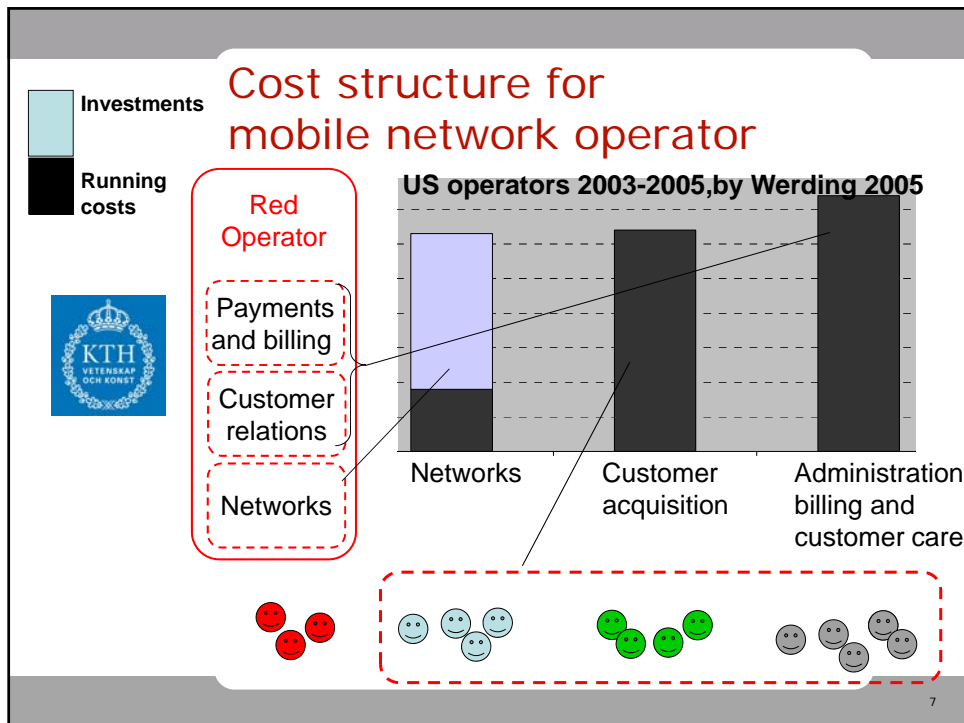 Cost structure for
mobile network operator
Investments
Running
costs
US operators 2003-2005,by Werding 2005
Red
Operator
Payments
and billing
Customer
relations
Networks
KTH
VETENSKAP
OCH KONST
Networks
Customer
acquisition
Administration
billing and
customer care
7